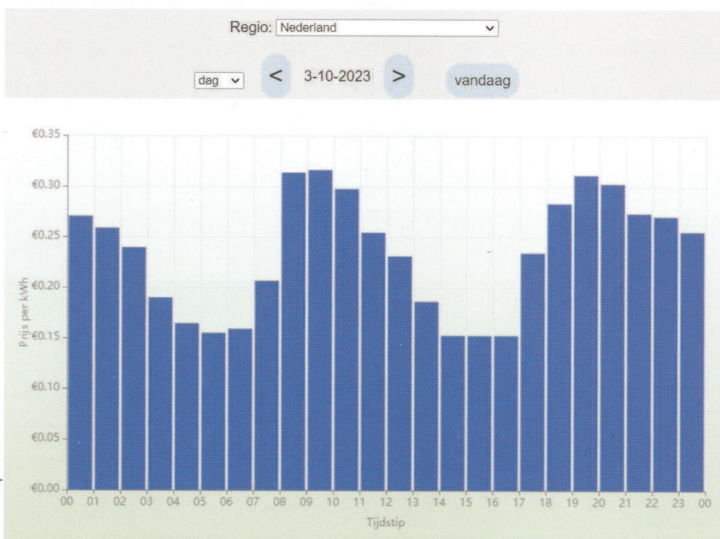 Regio: Nederland
dag < 3-10-2023 > vandaag
€0.35
€0.30
€0.25
€0.20
€0.15
€0.10
€0.05
€0.00
Prijs per kWh
00 01 02 03 04 05 06 07 08 09 10 11 12 13 14 15 16 17 18 19 20 21 22 23 00
Tijdstip